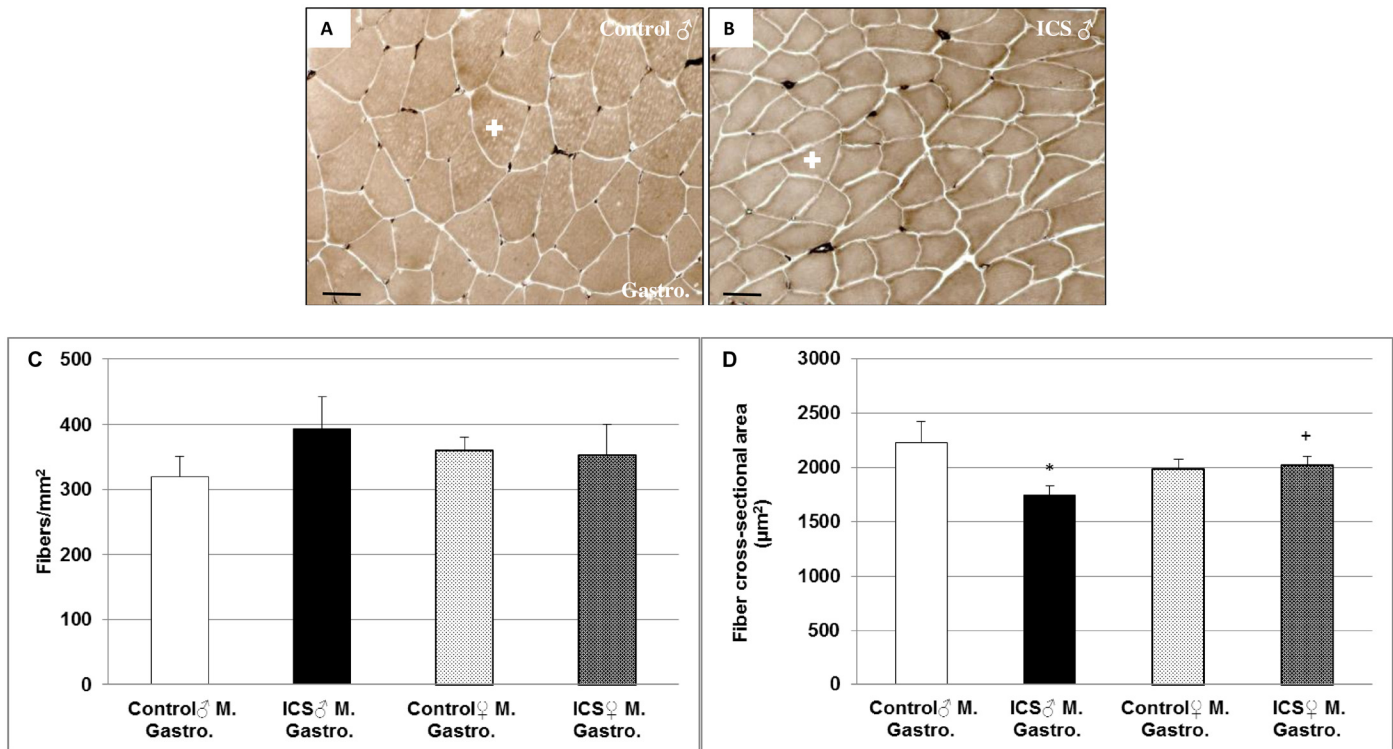 A
Control ♂
Gastro.
B
ICS ♂
C
Fibers/mm²
500
400
300
200
100
0
Control♂ M.
Gastro.
ICS♂ M.
Gastro.
Control♀ M.
Gastro.
ICS♀ M.
Gastro.
D
Fiber cross-sectional area
(µm²)
3000
2500
2000
1500
1000
500
0
*
+
Control♂ M.
Gastro.
ICS♂ M.
Gastro.
Control♀ M.
Gastro.
ICS♀ M.
Gastro.